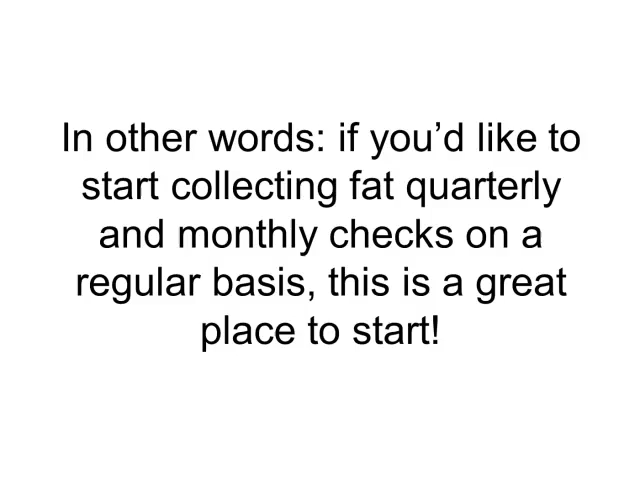 In other words: if you’d like to
start collecting fat quarterly
and monthly checks on a
regular basis, this is a great
place to start!